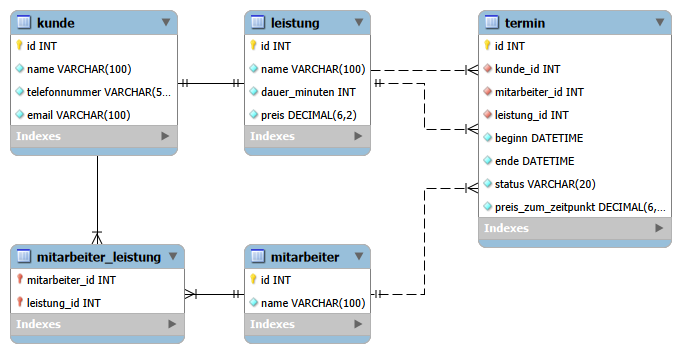 kunde
id INT
name VARCHAR(100)
telefonnummer VARCHAR(5...
email VARCHAR(100)
Indexes
leistung
id INT
name VARCHAR(100)
dauer_minuten INT
preis DECIMAL(6,2)
Indexes
termin
id INT
kunde_id INT
mitarbeiter_id INT
leistung_id INT
beginn DATETIME
ende DATETIME
status VARCHAR(20)
preis_zum_zeitpunkt DECIMAL(6,...
Indexes
mitarbeiter_leistung
mitarbeiter_id INT
leistung_id INT
Indexes
mitarbeiter
id INT
name VARCHAR(100)
Indexes